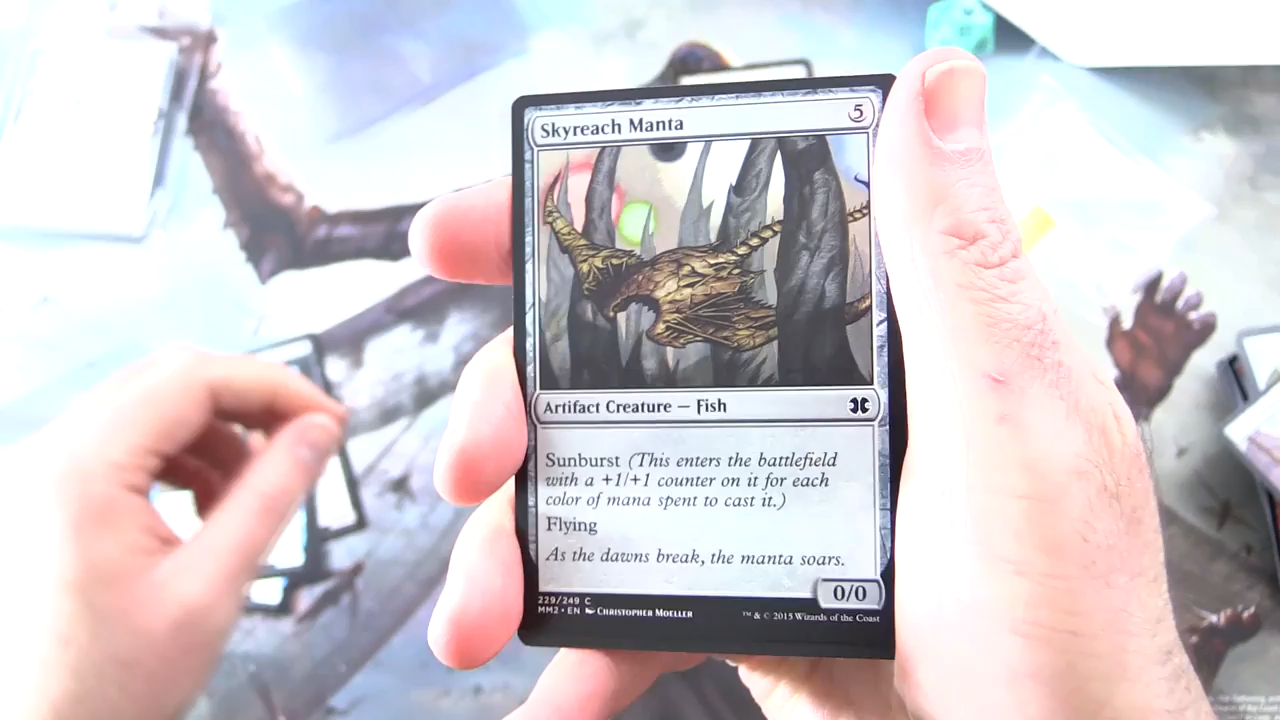 Skyreach Manta 5
Artifact Creature — Fish
Sunburst (This enters the battlefield
with a +1/+1 counter on it for each
color of mana spent to cast it.)
Flying
As the dawns break, the manta soars.
0/0
229/249 C
MM2 • EN Christopher Moeller
™ & © 2015 Wizards of the Coast